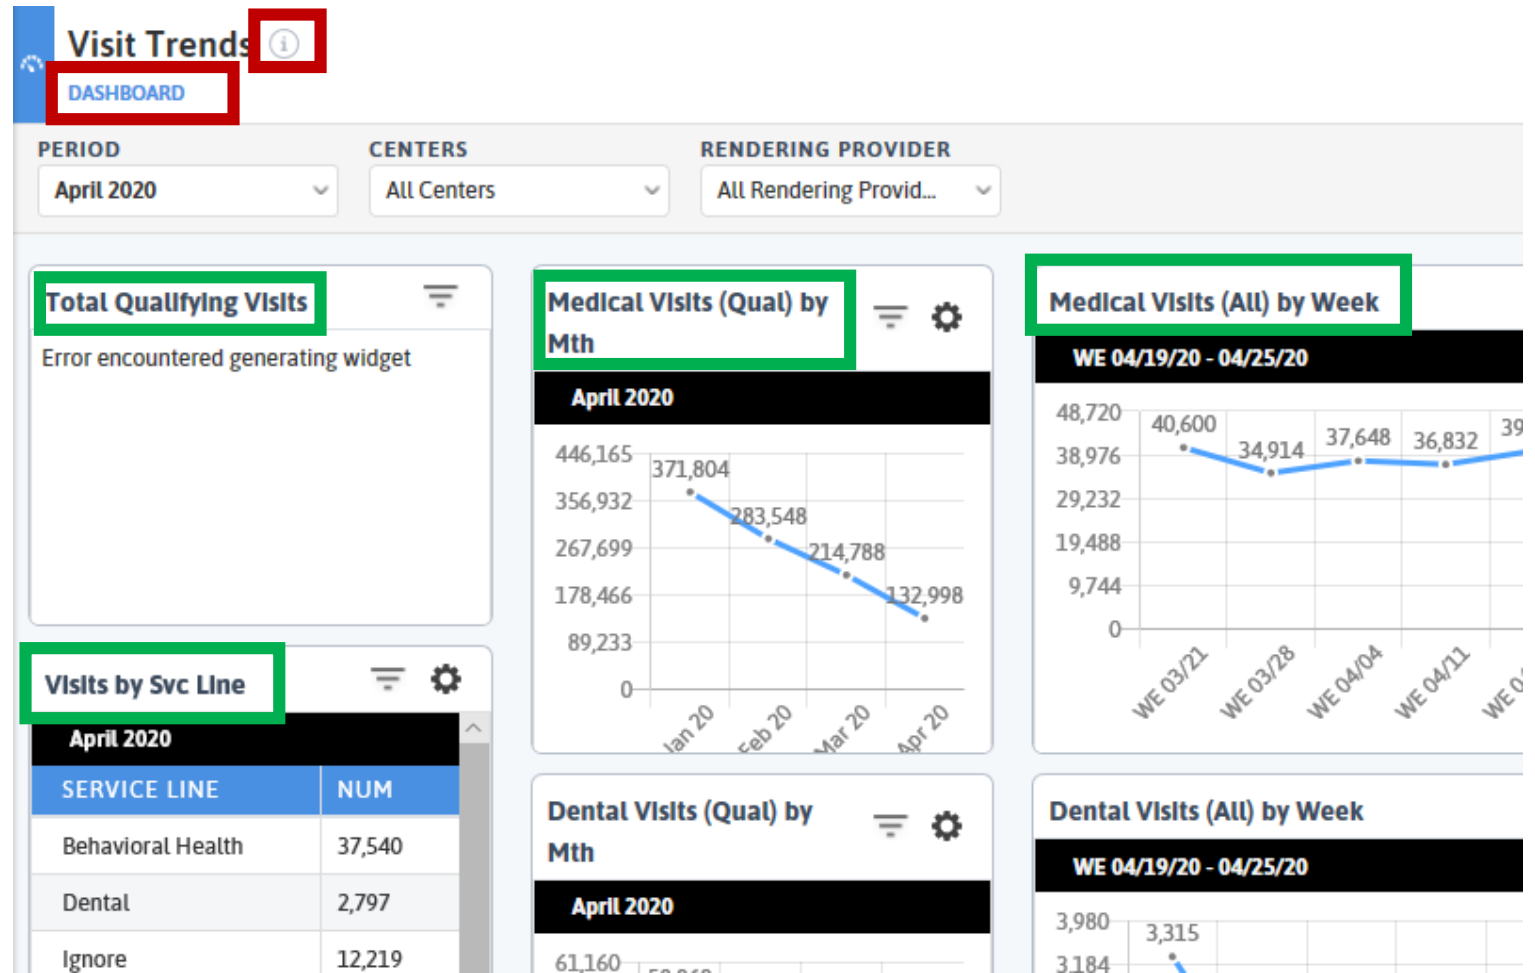 Visit Trends
DASHBOARD
PERIOD
CENTERS
RENDERING PROVIDER
April 2020
All Centers
All Rendering Provid...
Total Qualifying Visits
Error encountered generating widget
Visits by Svc Line
April 2020
SERVICE LINE NUM
Behavioral Health 37,540
Dental 2,797
Ignore 12,219
Medical Visits (Qual) by
Mth
April 2020
446,165
356,932
267,699
178,466
89,233
0
371,804
283,548
214,788
132,998
Jan 20
Feb 20
Mar 20
Apr 20
Dental Visits (Qual) by
Mth
April 2020
61,160
Medical Visits (All) by Week
WE 04/19/20 - 04/25/20
48,720
38,976
29,232
19,488
9,744
0
40,600
34,914
37,648
36,832
39
WE 03/21
WE 03/28
WE 04/04
WE 04/11
WE 0
Dental Visits (All) by Week
WE 04/19/20 - 04/25/20
3,980
3,184
3,315